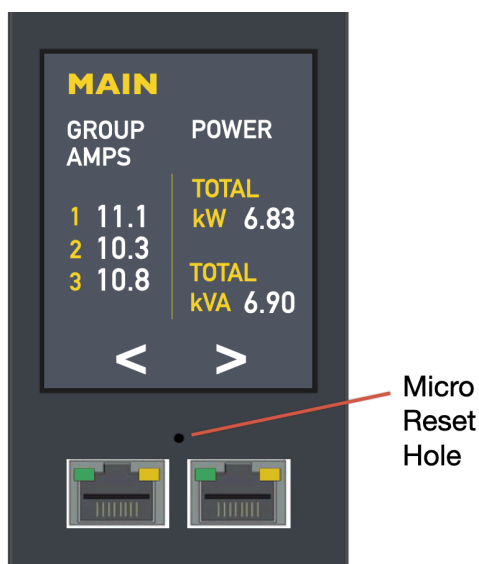 MAIN
GROUP
AMPS
1 11.1
2 10.3
3 10.8
POWER
TOTAL
kW 6.83
TOTAL
kVA 6.90
< >
Micro
Reset
Hole